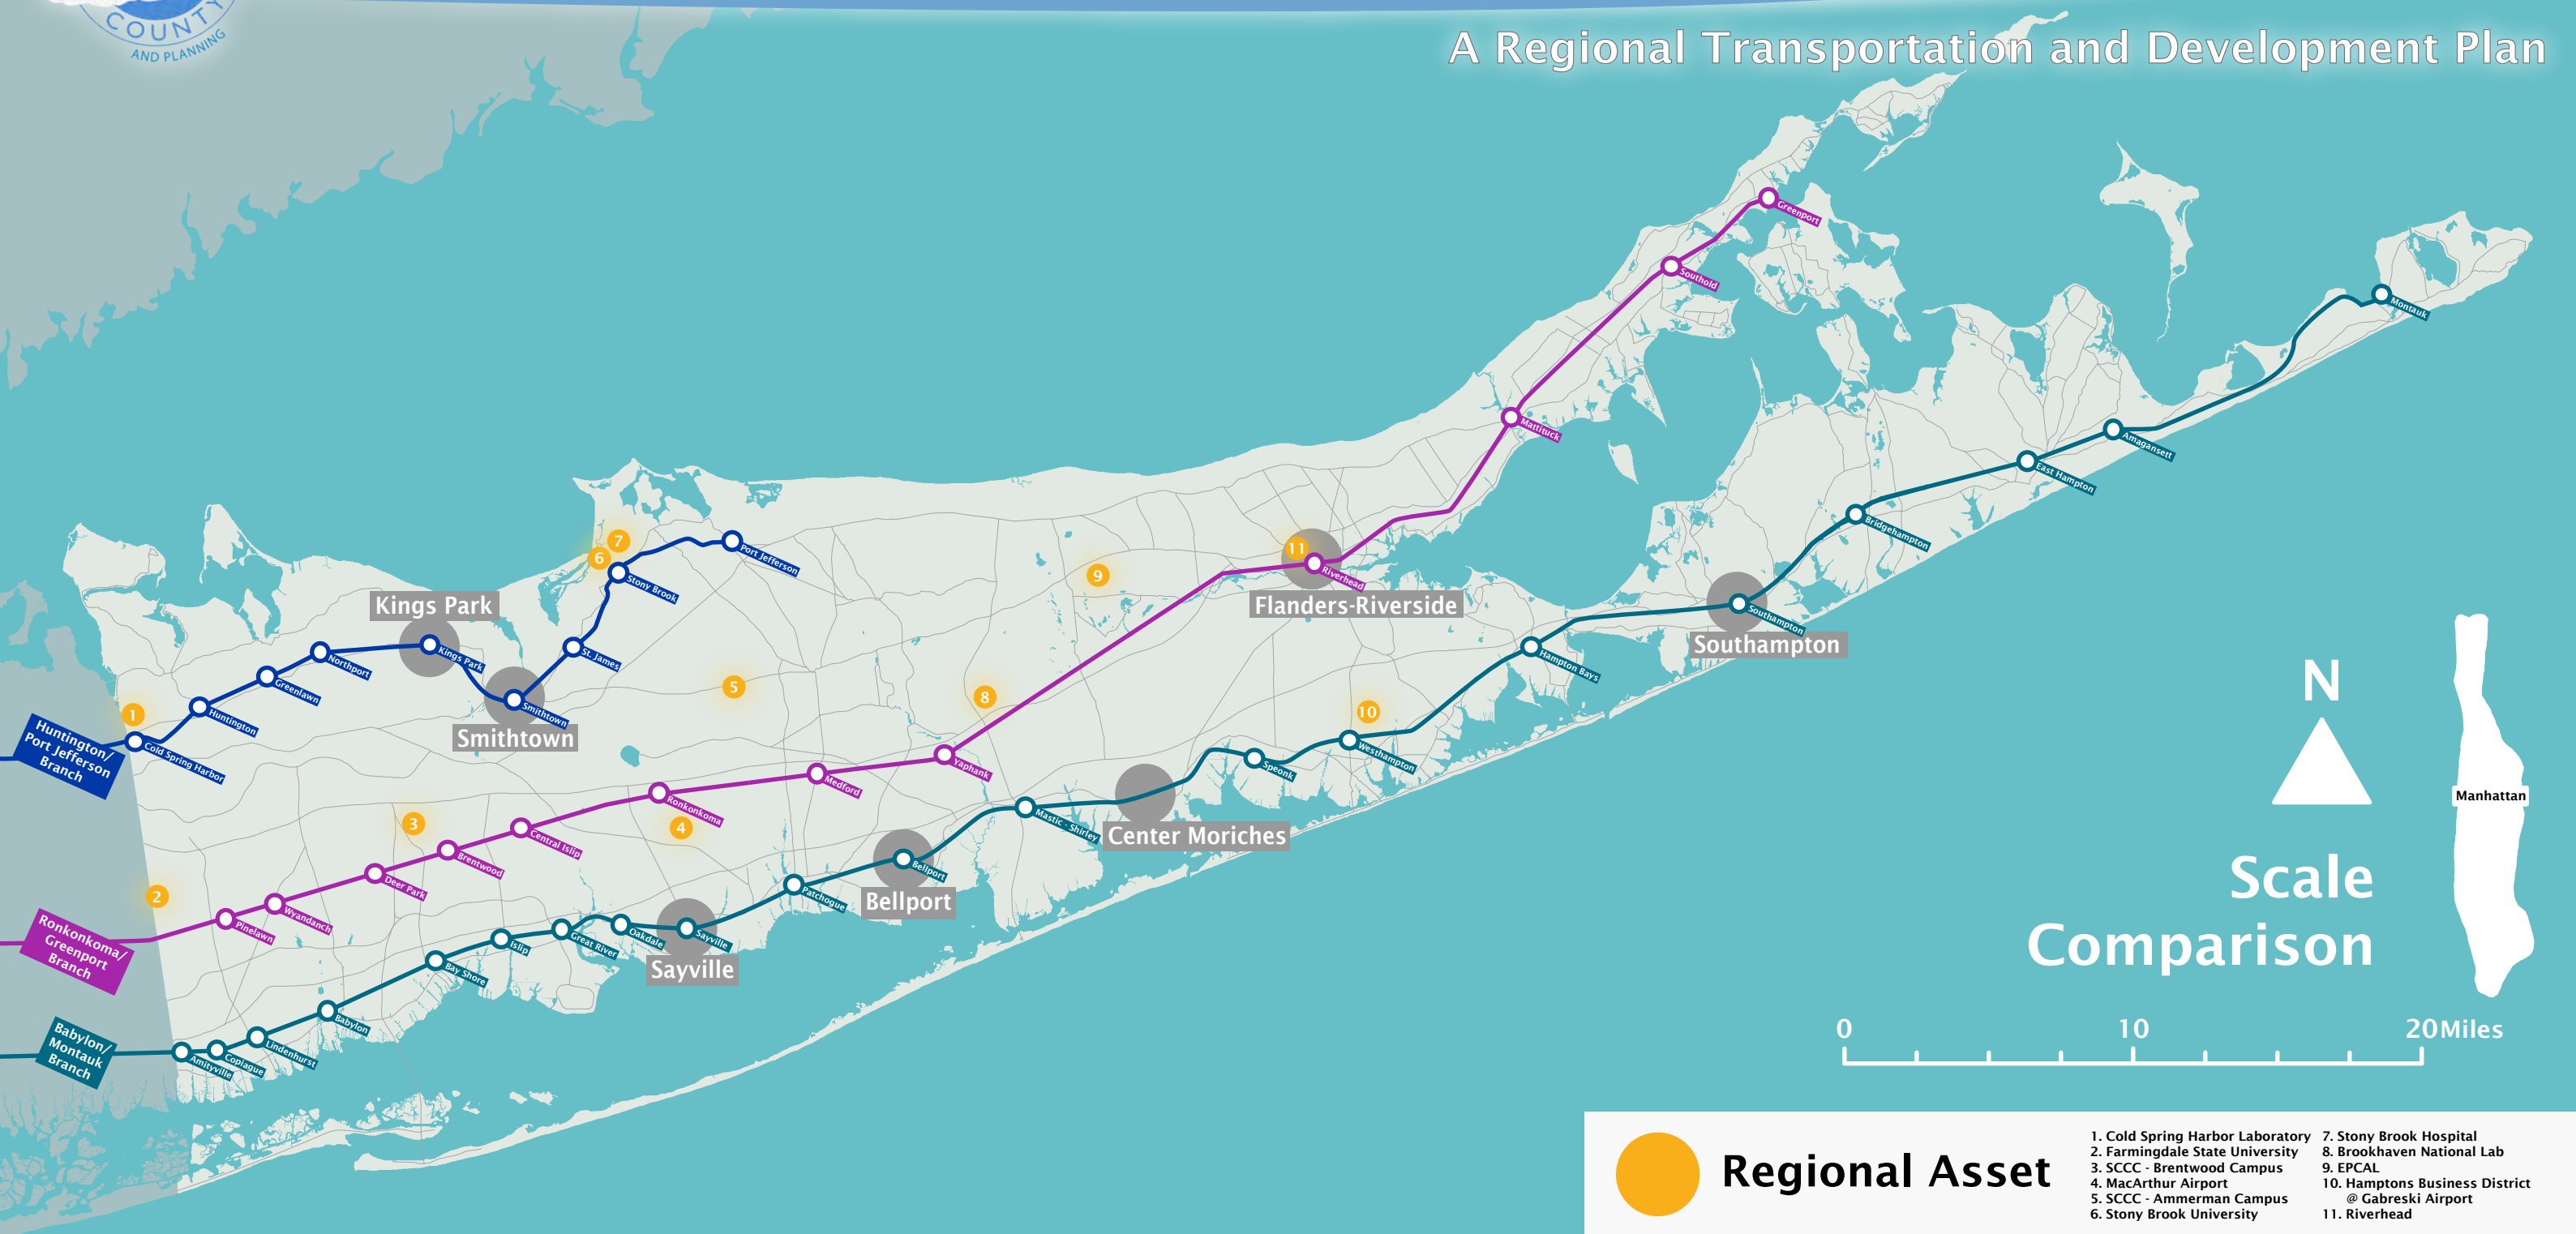 COUNTY
AND PLANNING
A Regional Transportation and Development Plan
Greenport
Southold
Montauk
Mattituck
Amagansett
East Hampton
Bridgehampton
7
6
Port Jefferson
Stony Brook
9
11
Riverhead
Flanders-Riverside
Kings Park
Kings Park
St. James
Southampton
Southampton
Hampton Bays
Northport
Greenlawn
Huntington
Smithtown
Smithtown
1
Cold Spring Harbor
Huntington/
Port Jefferson
Branch
5
8
10
Westhampton
Speonk
Yaphank
Medford
Ronkonkoma
Mastic - Shirley
Center Moriches
3
4
Central Islip
Brentwood
Deer Park
Wyandanch
Pinelawn
2
Ronkonkoma/
Greenport
Branch
Bellport
Bellport
Patchogue
Sayville
Sayville
Oakdale
Great River
Islip
Bay Shore
Babylon
Lindenhurst
Copiague
Amityville
Babylon/
Montauk
Branch
N
Manhattan
Scale
Comparison
0 10 20Miles
Regional Asset
1. Cold Spring Harbor Laboratory
2. Farmingdale State University
3. SCCC - Brentwood Campus
4. MacArthur Airport
5. SCCC - Ammerman Campus
6. Stony Brook University
7. Stony Brook Hospital
8. Brookhaven National Lab
9. EPCAL
10. Hamptons Business District
@ Gabreski Airport
11. Riverhead